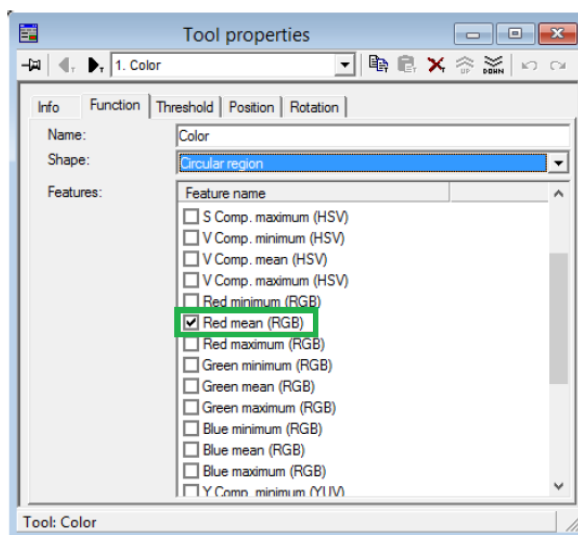 Tool properties
1. Color
UP
DOWN
Info Function Threshold Position Rotation
Name: Color
Shape: Circular region
Features: Feature name
S Comp. maximum (HSV)
V Comp. minimum (HSV)
V Comp. mean (HSV)
V Comp. maximum (HSV)
Red minimum (RGB)
Red mean (RGB)
Red maximum (RGB)
Green minimum (RGB)
Green mean (RGB)
Green maximum (RGB)
Blue minimum (RGB)
Blue mean (RGB)
Blue maximum (RGB)
Y Comp. minimum (YUV)
Tool: Color